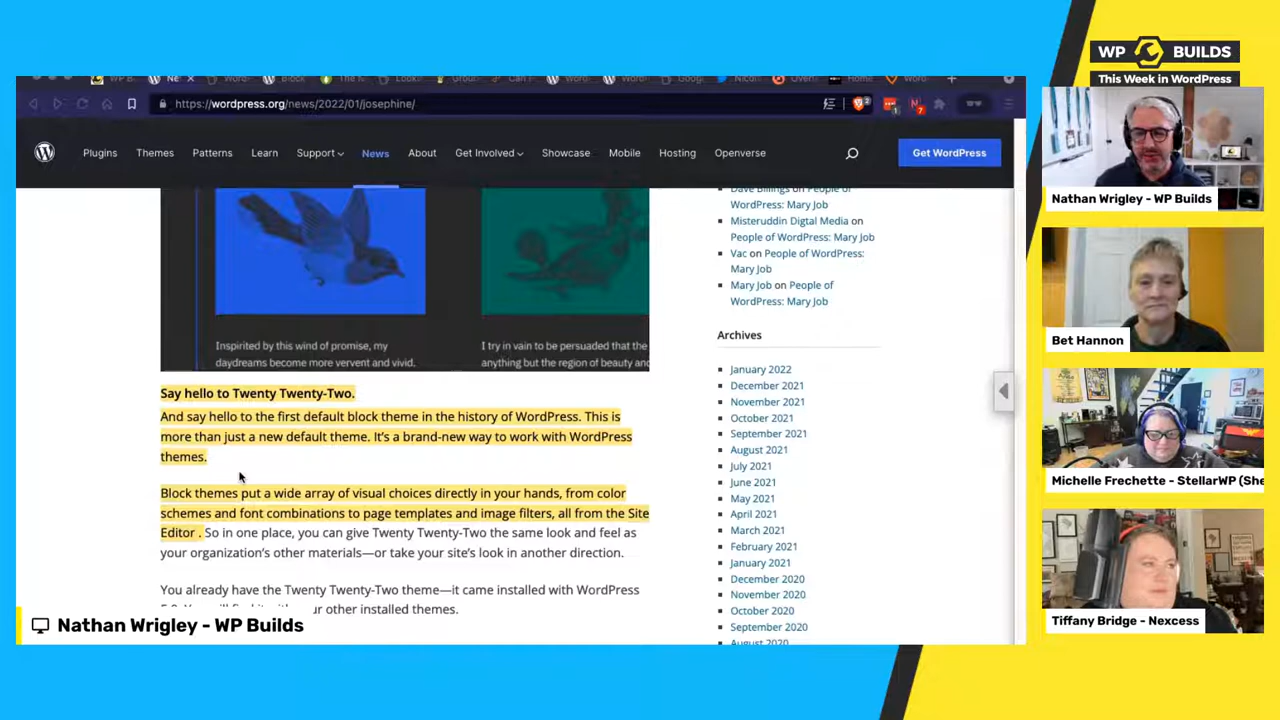 WP BUILDS
This Week in WordPress
https://wordpress.org/news/2022/01/josephine/
Plugins Themes Patterns Learn Support News About Get Involved Showcase Mobile Hosting Openverse Get WordPress
Inspirited by this wind of promise, my
daydreams become more vervent and vivid.
I try in vain to be persuaded that the
anything but the region of beauty and
Say hello to Twenty Twenty-Two.
And say hello to the first default block theme in the history of WordPress. This is
more than just a new default theme. It's a brand-new way to work with WordPress
themes.
Block themes put a wide array of visual choices directly in your hands, from color
schemes and font combinations to page templates and image filters, all from the Site
Editor . So in one place, you can give Twenty Twenty-Two the same look and feel as
your organization's other materials—or take your site's look in another direction.
You already have the Twenty Twenty-Two theme—it came installed with WordPress
ur other installed themes.
Dave Billings on People of
WordPress: Mary Job
Misteruddin Digtal Media on
People of WordPress: Mary Job
Vac on People of WordPress:
Mary Job
Mary Job on People of
WordPress: Mary Job
Archives
January 2022
December 2021
November 2021
October 2021
September 2021
August 2021
July 2021
June 2021
May 2021
April 2021
March 2021
February 2021
January 2021
December 2020
November 2020
October 2020
September 2020
August 2020
Nathan Wrigley - WP Builds
Nathan Wrigley - WP Builds
Bet Hannon
Michelle Frechette - StellarWP (She
Tiffany Bridge - Nexcess